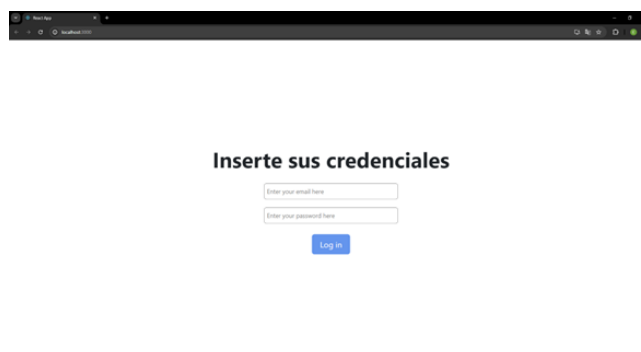 React App
localhost:3000
Inserte sus credenciales
Enter your email here
Enter your password here
Log in